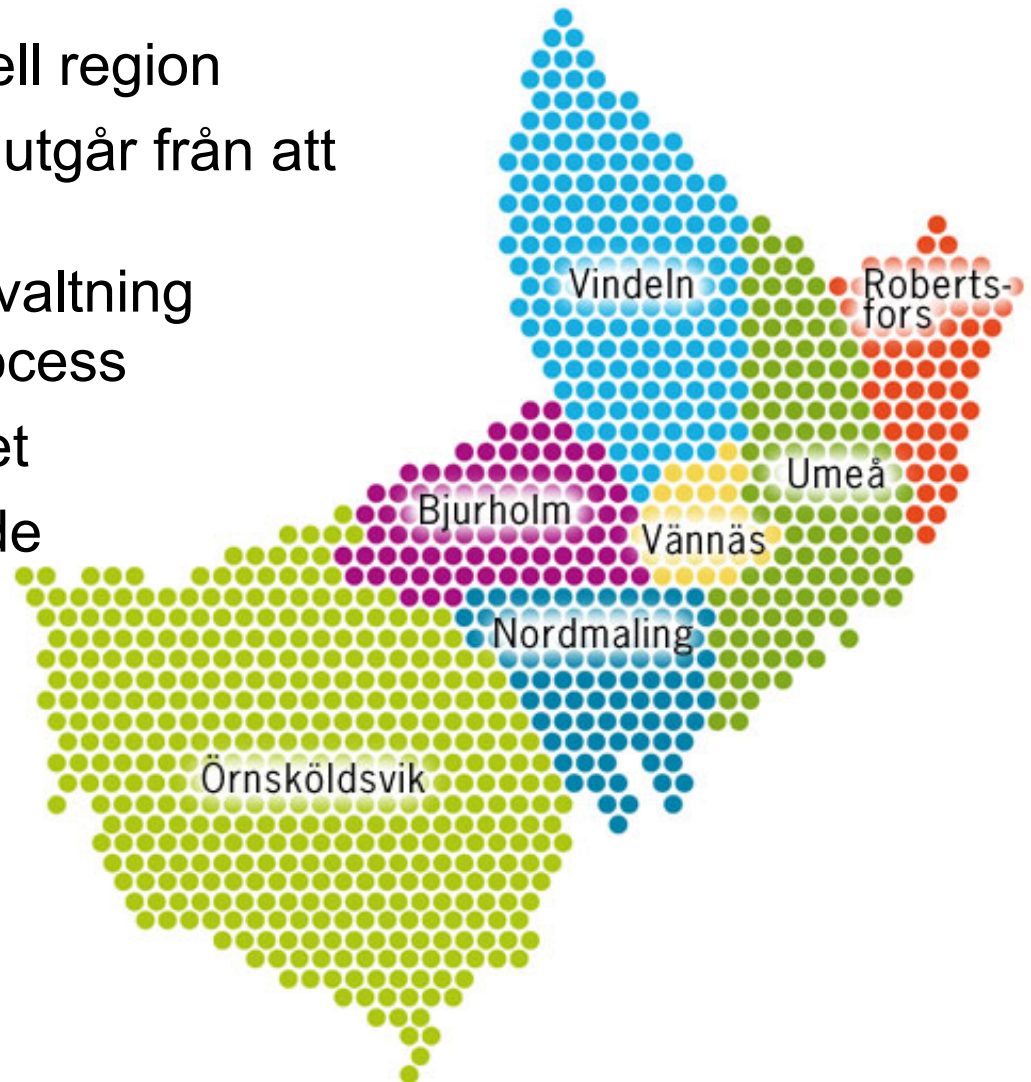 ell region
utgår från att
valtning
ocess
et
de
Vindeln
Roberts-
fors
Umeå
Bjurholm
Vännäs
Nordmaling
Örnsköldsvik